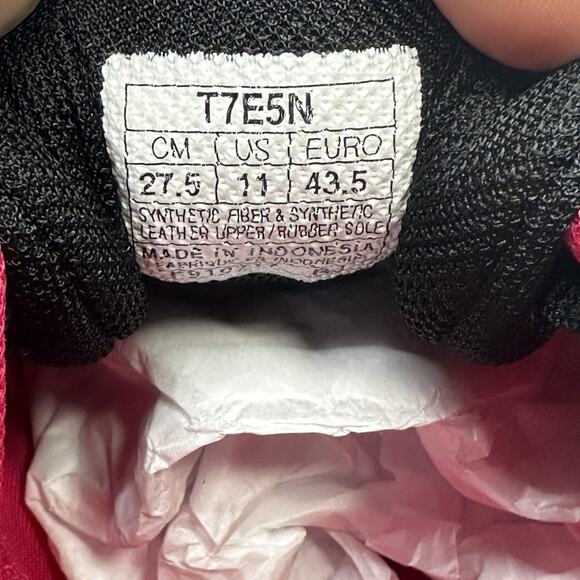 T7E5N
CM US EURO
27.5 11 43.5
SYNTHETIC FIBER & SYNTHETIC
LEATHER UPPER/RUBBER SOLE
MADE IN INDONESIA